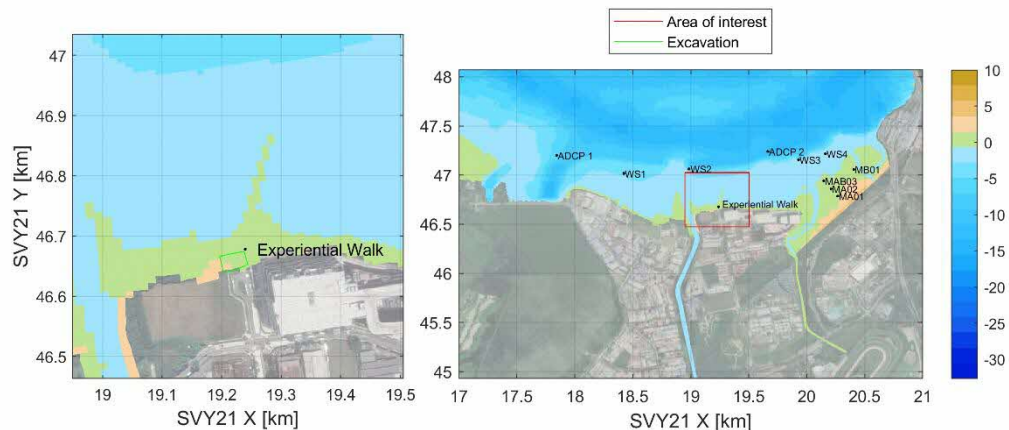 Area of interest
Excavation
47
46.9
46.8
46.7
46.6
46.5
SVY21 Y [km]
Experiential Walk
19
19.1
19.2
19.3
19.4
19.5
SVY21 X [km]
48
47.5
47
46.5
46
45.5
45
ADCP 1
WS1
WS2
ADCP 2
WS3
WS4
MB01
MAB03
MA02
MA01
Experiential Walk
17
17.5
18
18.5
19
19.5
20
20.5
21
SVY21 X [km]
10
5
0
-5
-10
-15
-20
-25
-30